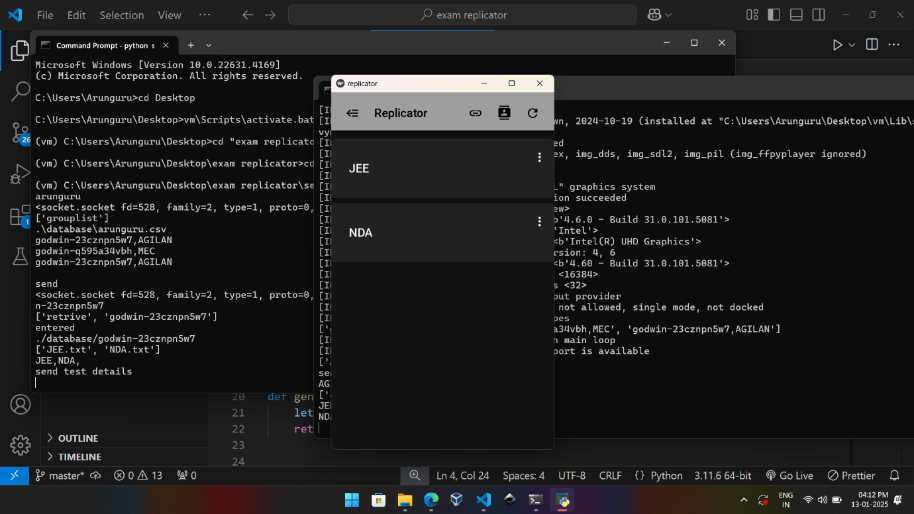 File Edit Selection View ··· exam replicator
Command Prompt - python s
Microsoft Windows [Version 10.0.22631.4169]
(c) Microsoft Corporation. All rights reserved.
C:\Users\Arunguru>cd Desktop
C:\Users\Arunguru\Desktop>vm\Scripts\activate.bat
(vm) C:\Users\Arunguru\Desktop>cd "exam replicato
(vm) C:\Users\Arunguru\Desktop\exam replicator>cd
(vm) C:\Users\Arunguru\Desktop\exam replicator\se
arunguru
<socket.socket fd=528, family=2, type=1, proto=0,
['grouplist']
.\database\arunguru.csv
godwin-23cznpn5w7,AGILAN
godwin-q595a34vbh,MEC
godwin-23cznpn5w7,AGILAN
send
<socket.socket fd=528, family=2, type=1, proto=0,
n-23cznpn5w7
['retrive', 'godwin-23cznpn5w7']
entered
./database/godwin-23cznpn5w7
['JEE.txt', 'NDA.txt']
JEE,NDA,
send test details
replicator
Replicator
JEE
NDA
wn, 2024-10-19 (installed at "C:\Users\Arunguru\Desktop\vm\Lib\s
ed
ex, img_dds, img_sdl2, img_pil (img_ffpyplayer ignored)
L" graphics system
ion succeeded
ew>
b'4.6.0 - Build 31.0.101.5081'>
b'Intel'>
<b'Intel(R) UHD Graphics'>
ersion: 4, 6
<b'4.60 - Build 31.0.101.5081'>
<16384>
s <32>
put provider
not allowed, single mode, not docked
pes
a34vbh,MEC', 'godwin-23cznpn5w7,AGILAN']
n main loop
port is available
20 def gen
21 let
22 ret
23
24
OUTLINE
TIMELINE
26
1
master* 0 13 0 Ln 4, Col 24 Spaces: 4 UTF-8 CRLF {} Python 3.11.6 64-bit Go Live Prettier
ENG
IN
04:12 PM
13-01-2025